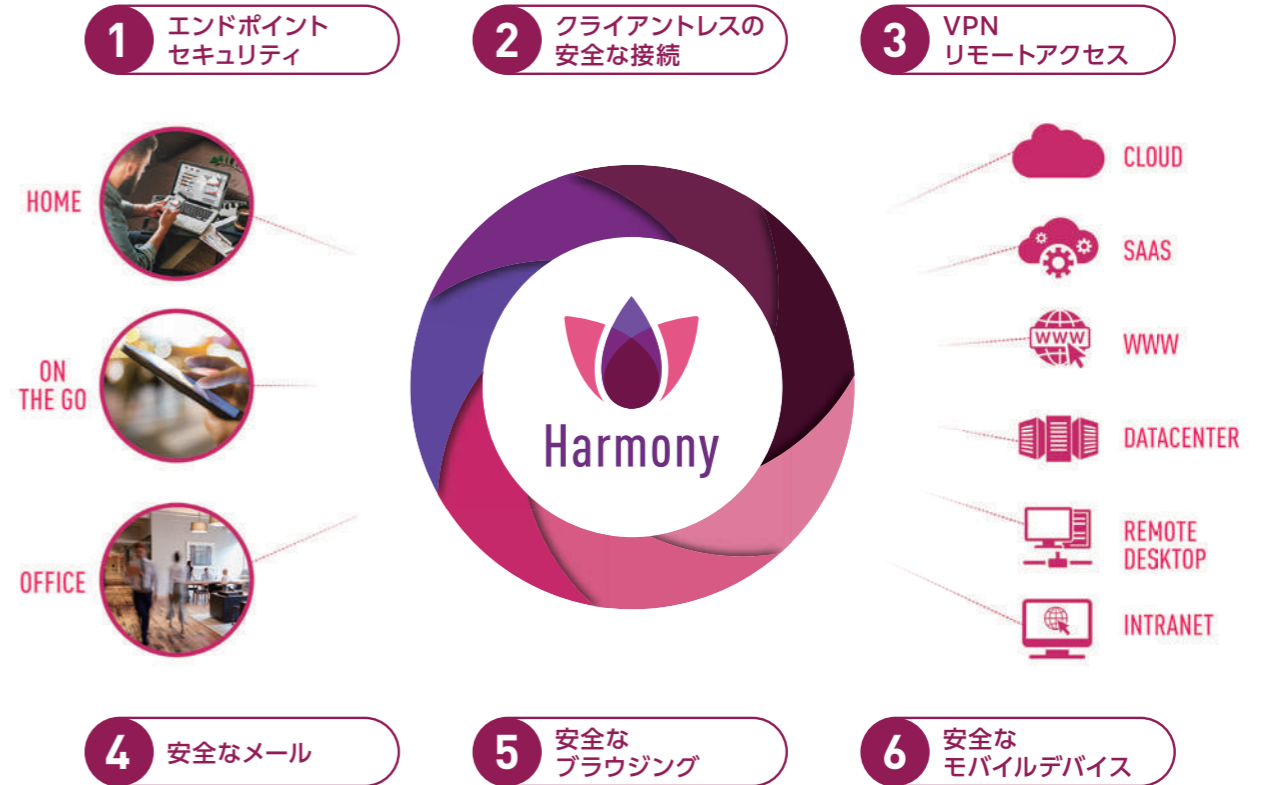 1
エンドポイント
セキュリティ
2
クライアントレスの
安全な接続
3
VPN
リモートアクセス
HOME
ON
THE GO
OFFICE
Harmony
CLOUD
SAAS
WWW
WWW
DATACENTER
REMOTE
DESKTOP
INTRANET
4
安全なメール
5
安全な
ブラウジング
6
安全な
モバイルデバイス